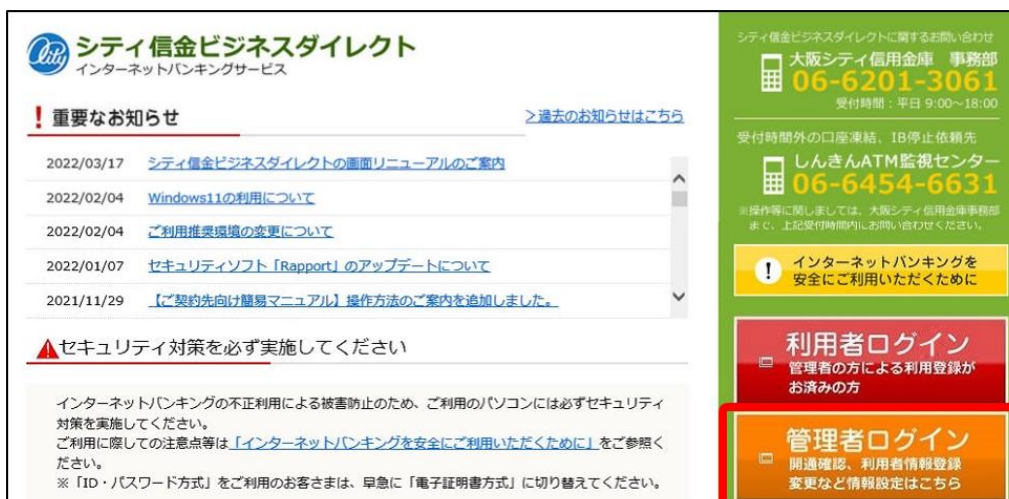 City
シティ信金ビジネスダイレクト
インターネットバンキングサービス
! 重要なお知らせ
>過去のお知らせはこちら
2022/03/17 シティ信金ビジネスダイレクトの画面リニューアルのご案内
2022/02/04 Windows11の利用について
2022/02/04 ご利用推奨環境の変更について
2022/01/07 セキュリティソフト「Rapport」のアップデートについて
2021/11/29 【ご契約先向け簡易マニュアル】操作方法のご案内を追加しました。
セキュリティ対策を必ず実施してください
インターネットバンキングの不正利用による被害防止のため、ご利用のパソコンには必ずセキュリティ
対策を実施してください。
ご利用に際しての注意点等は「インターネットバンキングを安全にご利用いただくために」をご参照く
ださい。
※「ID・パスワード方式」をご利用のお客さまは、早急に「電子証明書方式」に切り替えてください。
シティ信金ビジネスダイレクトに関するお問い合わせ
大阪シティ信用金庫 事務部
06-6201-3061
受付時間：平日 9:00～18:00
受付時間外の口座凍結、IB停止依頼先
しんきんATM監視センター
06-6454-6631
※操作等に関しましては、大阪シティ信用金庫事務部
まで、上記受付時間内にお問い合わせください。
! インターネットバンキングを
安全にご利用いただくために
利用者ログイン
管理者の方による利用登録が
お済みの方
管理者ログイン
開通確認、利用者情報登録
変更など情報設定はこちら